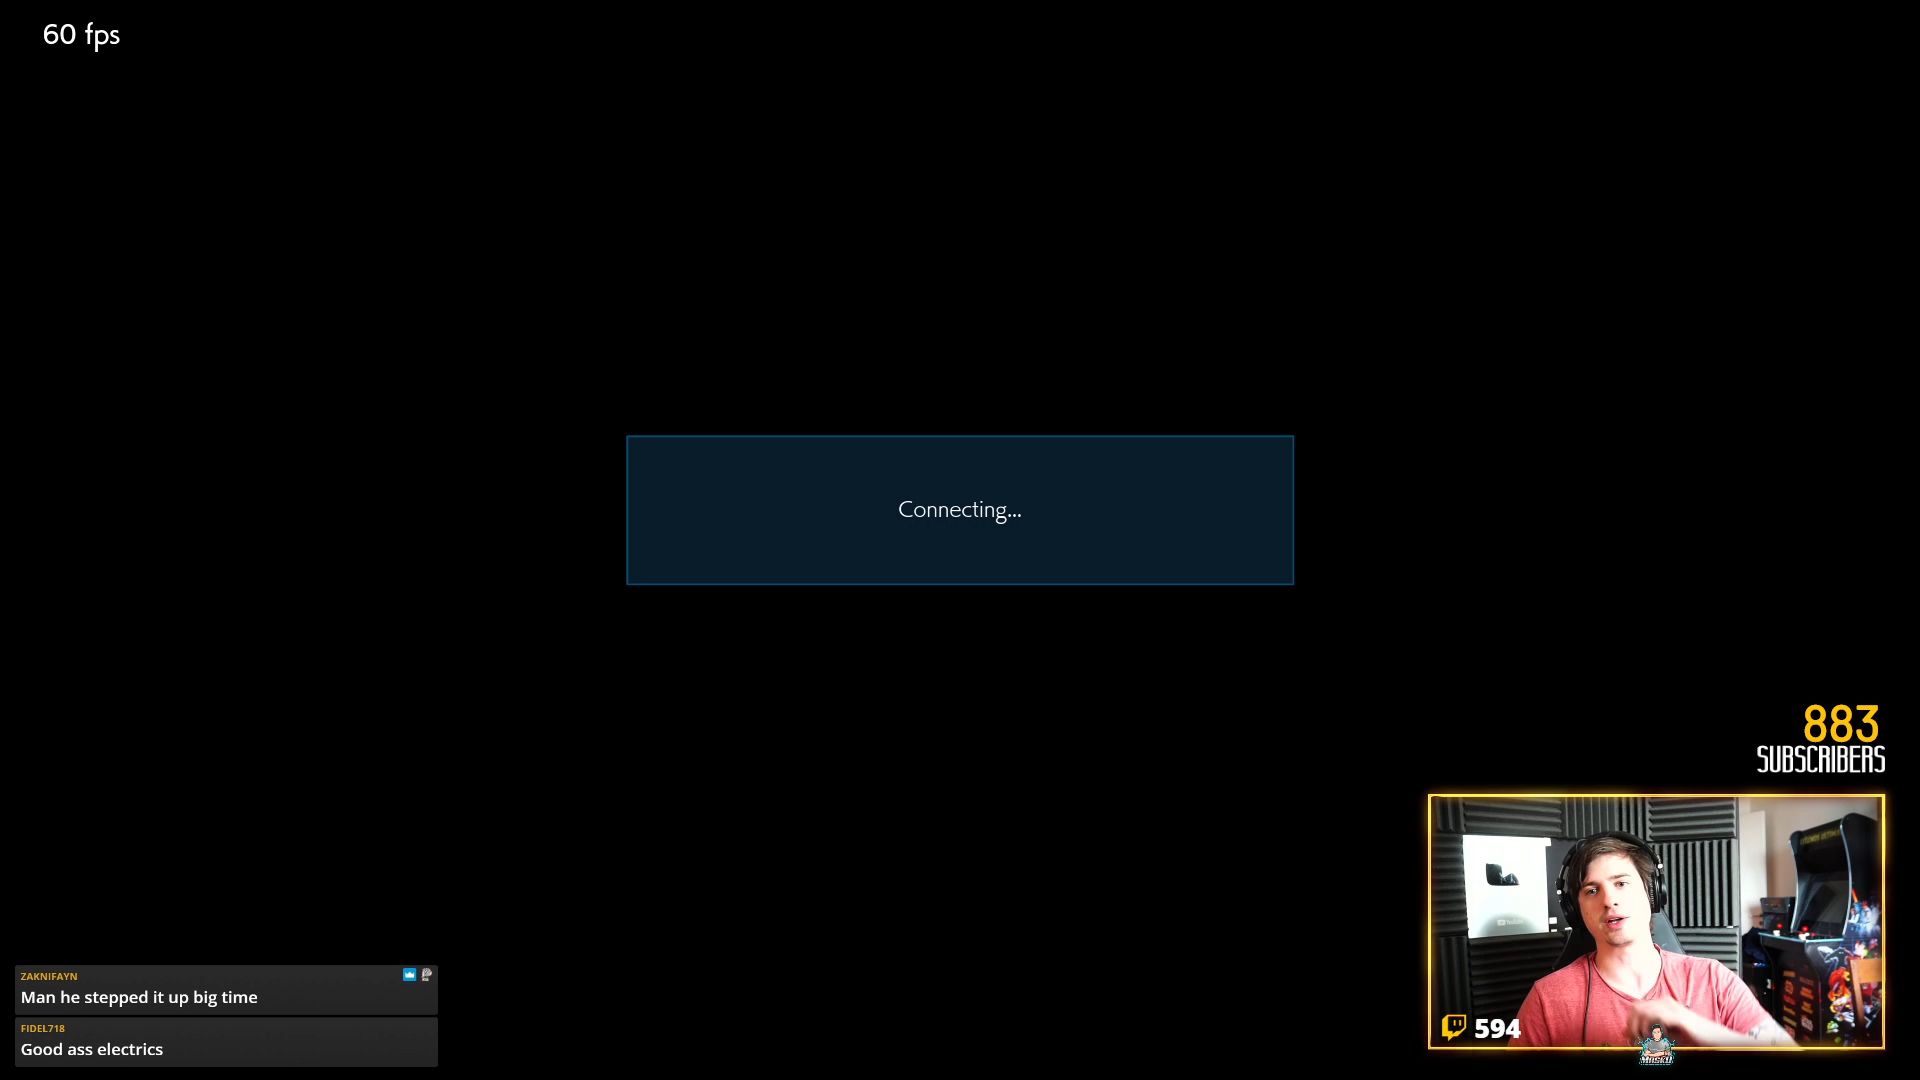 60 fps
Connecting...
883
SUBSCRIBERS
ZAKNIFAYN
Man he stepped it up big time
FIDEL718
Good ass electrics
594